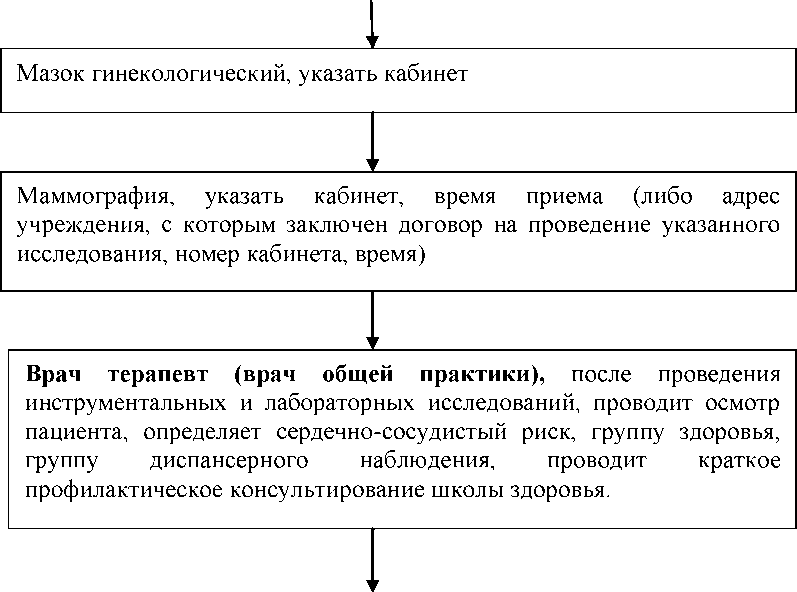 Мазок гинекологический, указать кабинет
Маммография, указать кабинет, время приема (либо адрес
учреждения, с которым заключен договор на проведение указанного
исследования, номер кабинета, время)
Врач терапевт (врач общей практики), после проведения
инструментальных и лабораторных исследований, проводит осмотр
пациента, определяет сердечно-сосудистый риск, группу здоровья,
группу диспансерного наблюдения, проводит краткое
профилактическое консультирование школы здоровья.